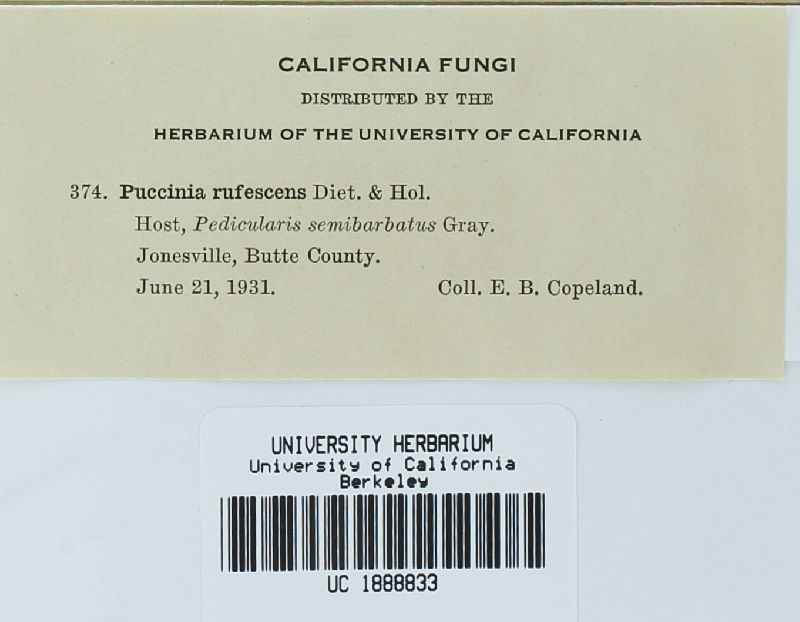 CALIFORNIA FUNGI
DISTRIBUTED BY THE
HERBARIUM OF THE UNIVERSITY OF CALIFORNIA
374. Puccinia rufescens Diet. & Hol.
Host, Pedicularis semibarbatus Gray.
Jonesville, Butte County.
June 21, 1931. Coll. E. B. Copeland.
UNIVERSITY HERBARIUM
University of California
Berkeley
UC 1888833